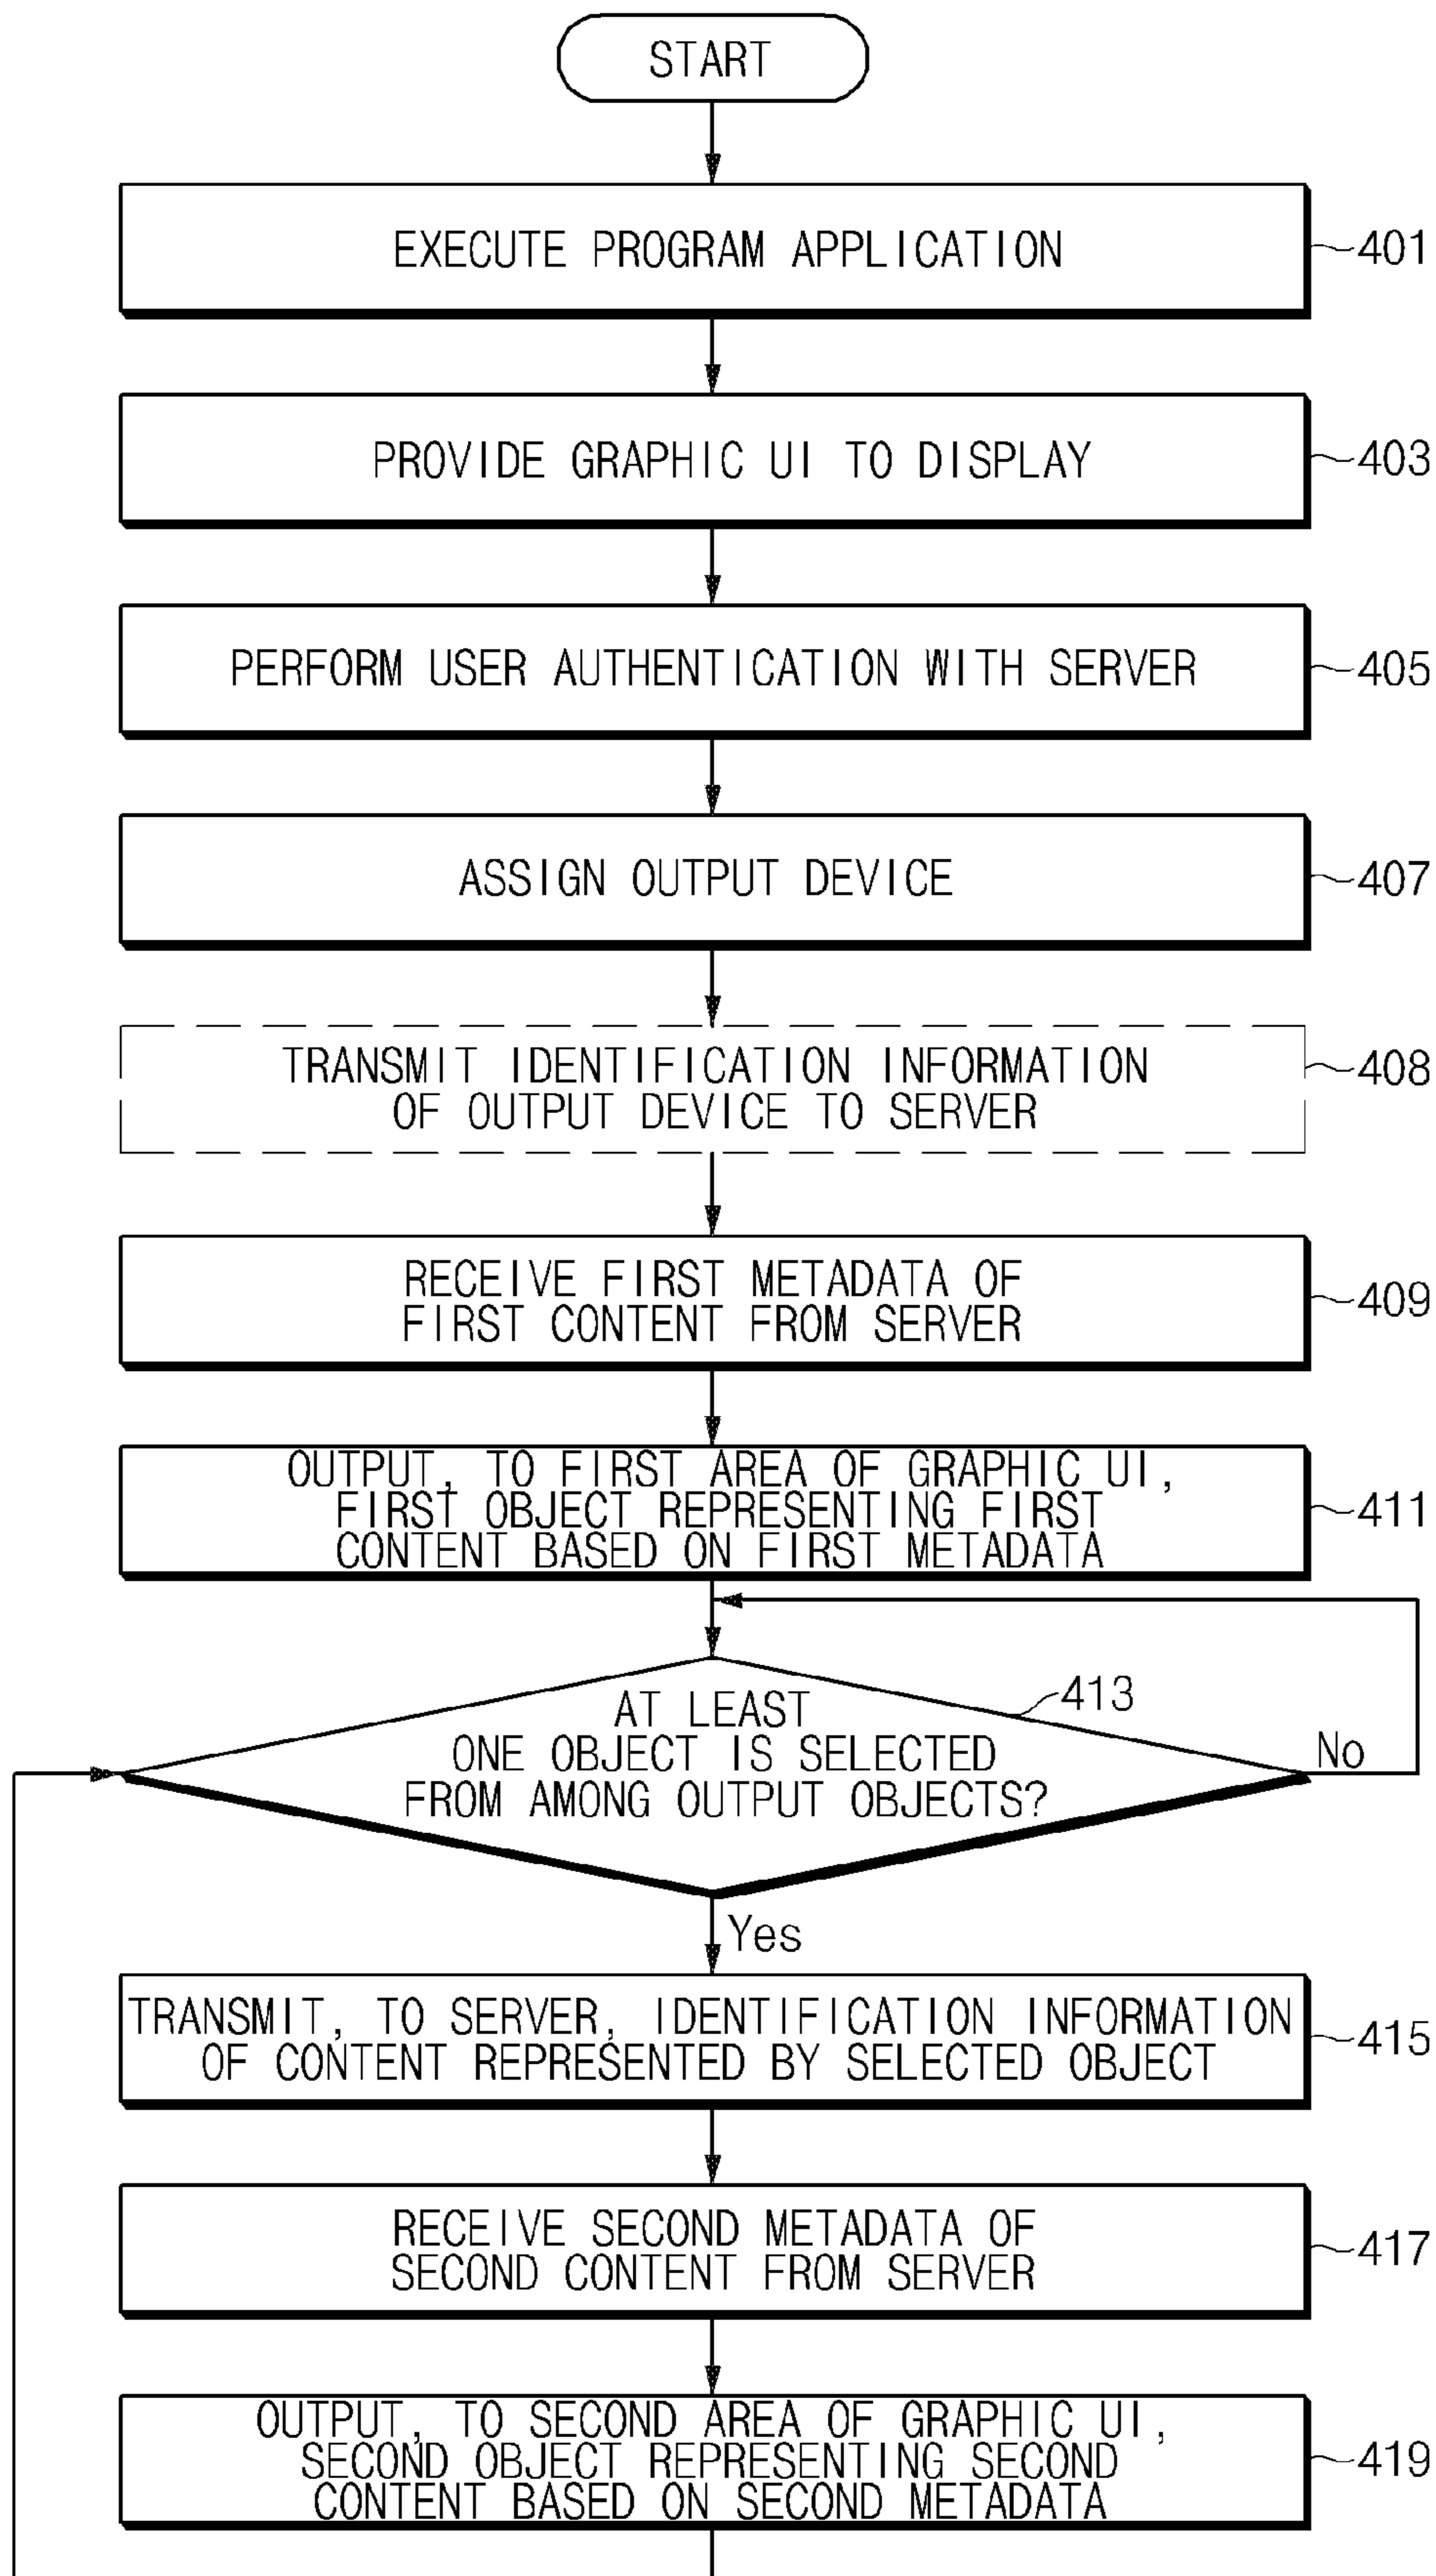 START
EXECUTE PROGRAM APPLICATION
401
PROVIDE GRAPHIC UI TO DISPLAY
403
PERFORM USER AUTHENTICATION WITH SERVER
405
ASSIGN OUTPUT DEVICE
407
TRANSMIT IDENTIFICATION INFORMATION
OF OUTPUT DEVICE TO SERVER
408
RECEIVE FIRST METADATA OF
FIRST CONTENT FROM SERVER
409
OUTPUT, TO FIRST AREA OF GRAPHIC UI,
FIRST OBJECT REPRESENTING FIRST
CONTENT BASED ON FIRST METADATA
411
413
AT LEAST
ONE OBJECT IS SELECTED
FROM AMONG OUTPUT OBJECTS?
No
Yes
TRANSMIT, TO SERVER, IDENTIFICATION INFORMATION
OF CONTENT REPRESENTED BY SELECTED OBJECT
415
RECEIVE SECOND METADATA OF
SECOND CONTENT FROM SERVER
417
OUTPUT, TO SECOND AREA OF GRAPHIC UI,
SECOND OBJECT REPRESENTING SECOND
CONTENT BASED ON SECOND METADATA
419